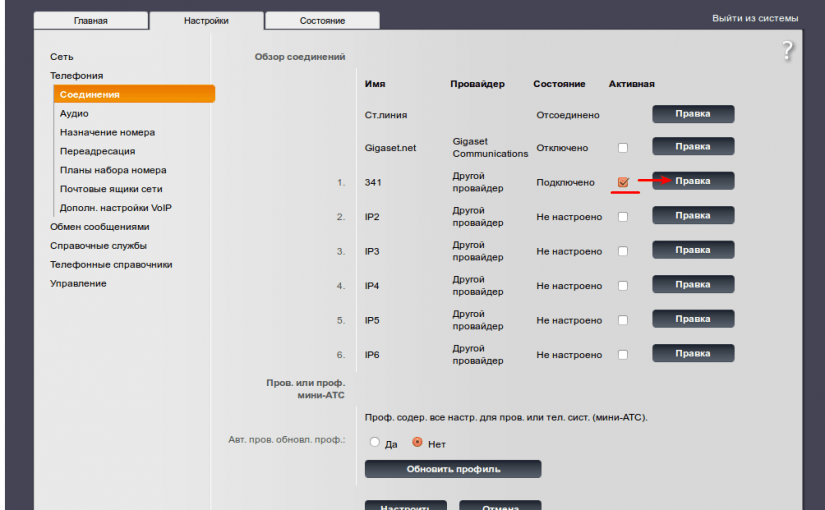 Главная Настройки Состояние Выйти из системы
?
Сеть
Телефония
Соединения
Аудио
Назначение номера
Переадресация
Планы набора номера
Почтовые ящики сети
Дополн. настройки VoIP
Обмен сообщениями
Справочные службы
Телефонные справочники
Управление
Обзор соединений
Имя Провайдер Состояние Активная
Ст.линия Отсоединено Правка
Gigaset.net Gigaset Communications Отключено Правка
1. 341 Другой провайдер Подключено Правка
2. IP2 Другой провайдер Не настроено Правка
3. IP3 Другой провайдер Не настроено Правка
4. IP4 Другой провайдер Не настроено Правка
5. IP5 Другой провайдер Не настроено Правка
6. IP6 Другой провайдер Не настроено Правка
Пров. или проф.
мини-АТС
Проф. содер. все настр. для пров. или тел. сист. (мини-АТС).
Авт. пров. обновл. проф.: Да Нет
Обновить профиль
Настроить Отмена